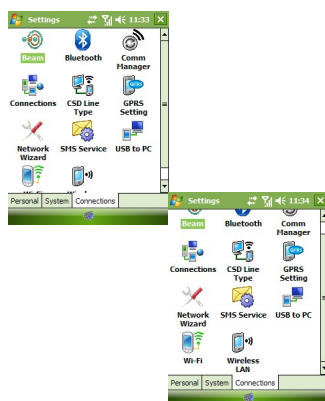 Settings 11:33
Beam Bluetooth Comm
Manager
Connections CSD Line GPRS
Type Setting
Network SMS Service USB to PC
Wizard
Personal System Connections
Settings 11:34
Beam Bluetooth Comm
Manager
Connections CSD Line GPRS
Type Setting
Network SMS Service USB to PC
Wizard
Wi-Fi Wireless
LAN
Personal System Connections